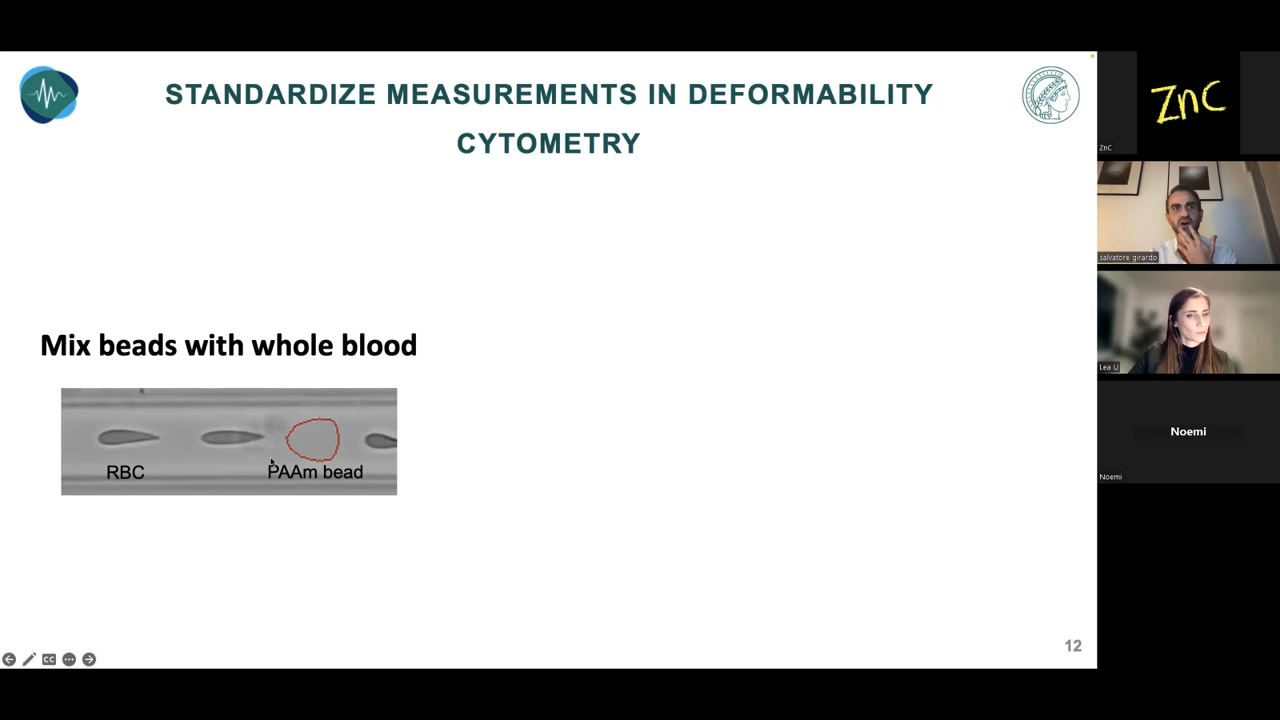 STANDARDIZE MEASUREMENTS IN DEFORMABILITY
CYTOMETRY
Mix beads with whole blood
RBC
PAAm bead
12
ZnC
ZnC
salvatore girardo
Lea U
Noemi
Noemi
CC